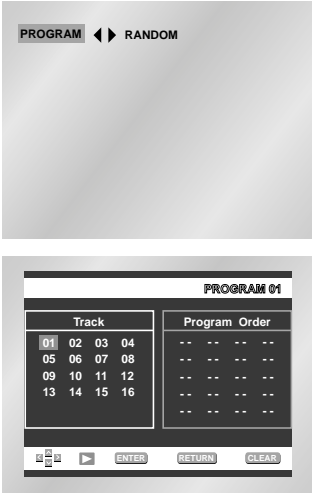 PROGRAM RANDOM
PROGRAM 01
Track
01 02 03 04
05 06 07 08
09 10 11 12
13 14 15 16
Program Order
-- -- -- --
-- -- -- --
-- -- -- --
-- -- -- --
-- -- -- --
ENTER RETURN CLEAR